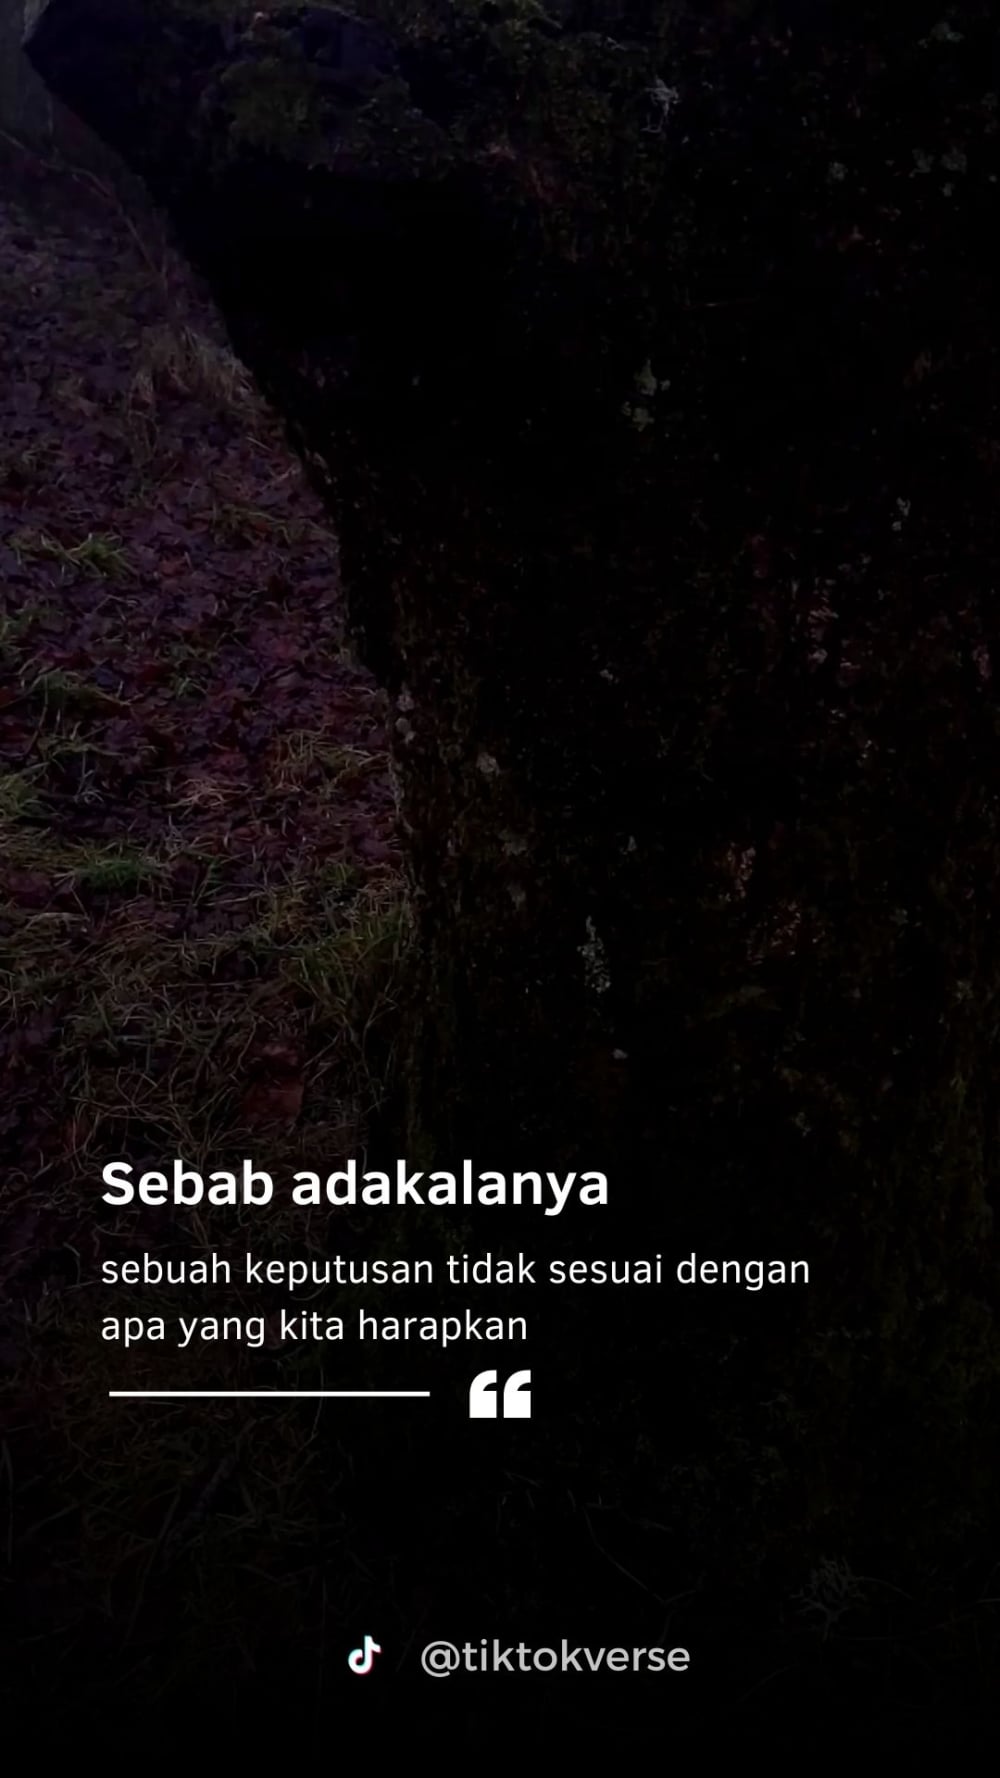 Sebab adakalanya
sebuah keputusan tidak sesuai dengan
apa yang kita harapkan
❝
@tiktokverse